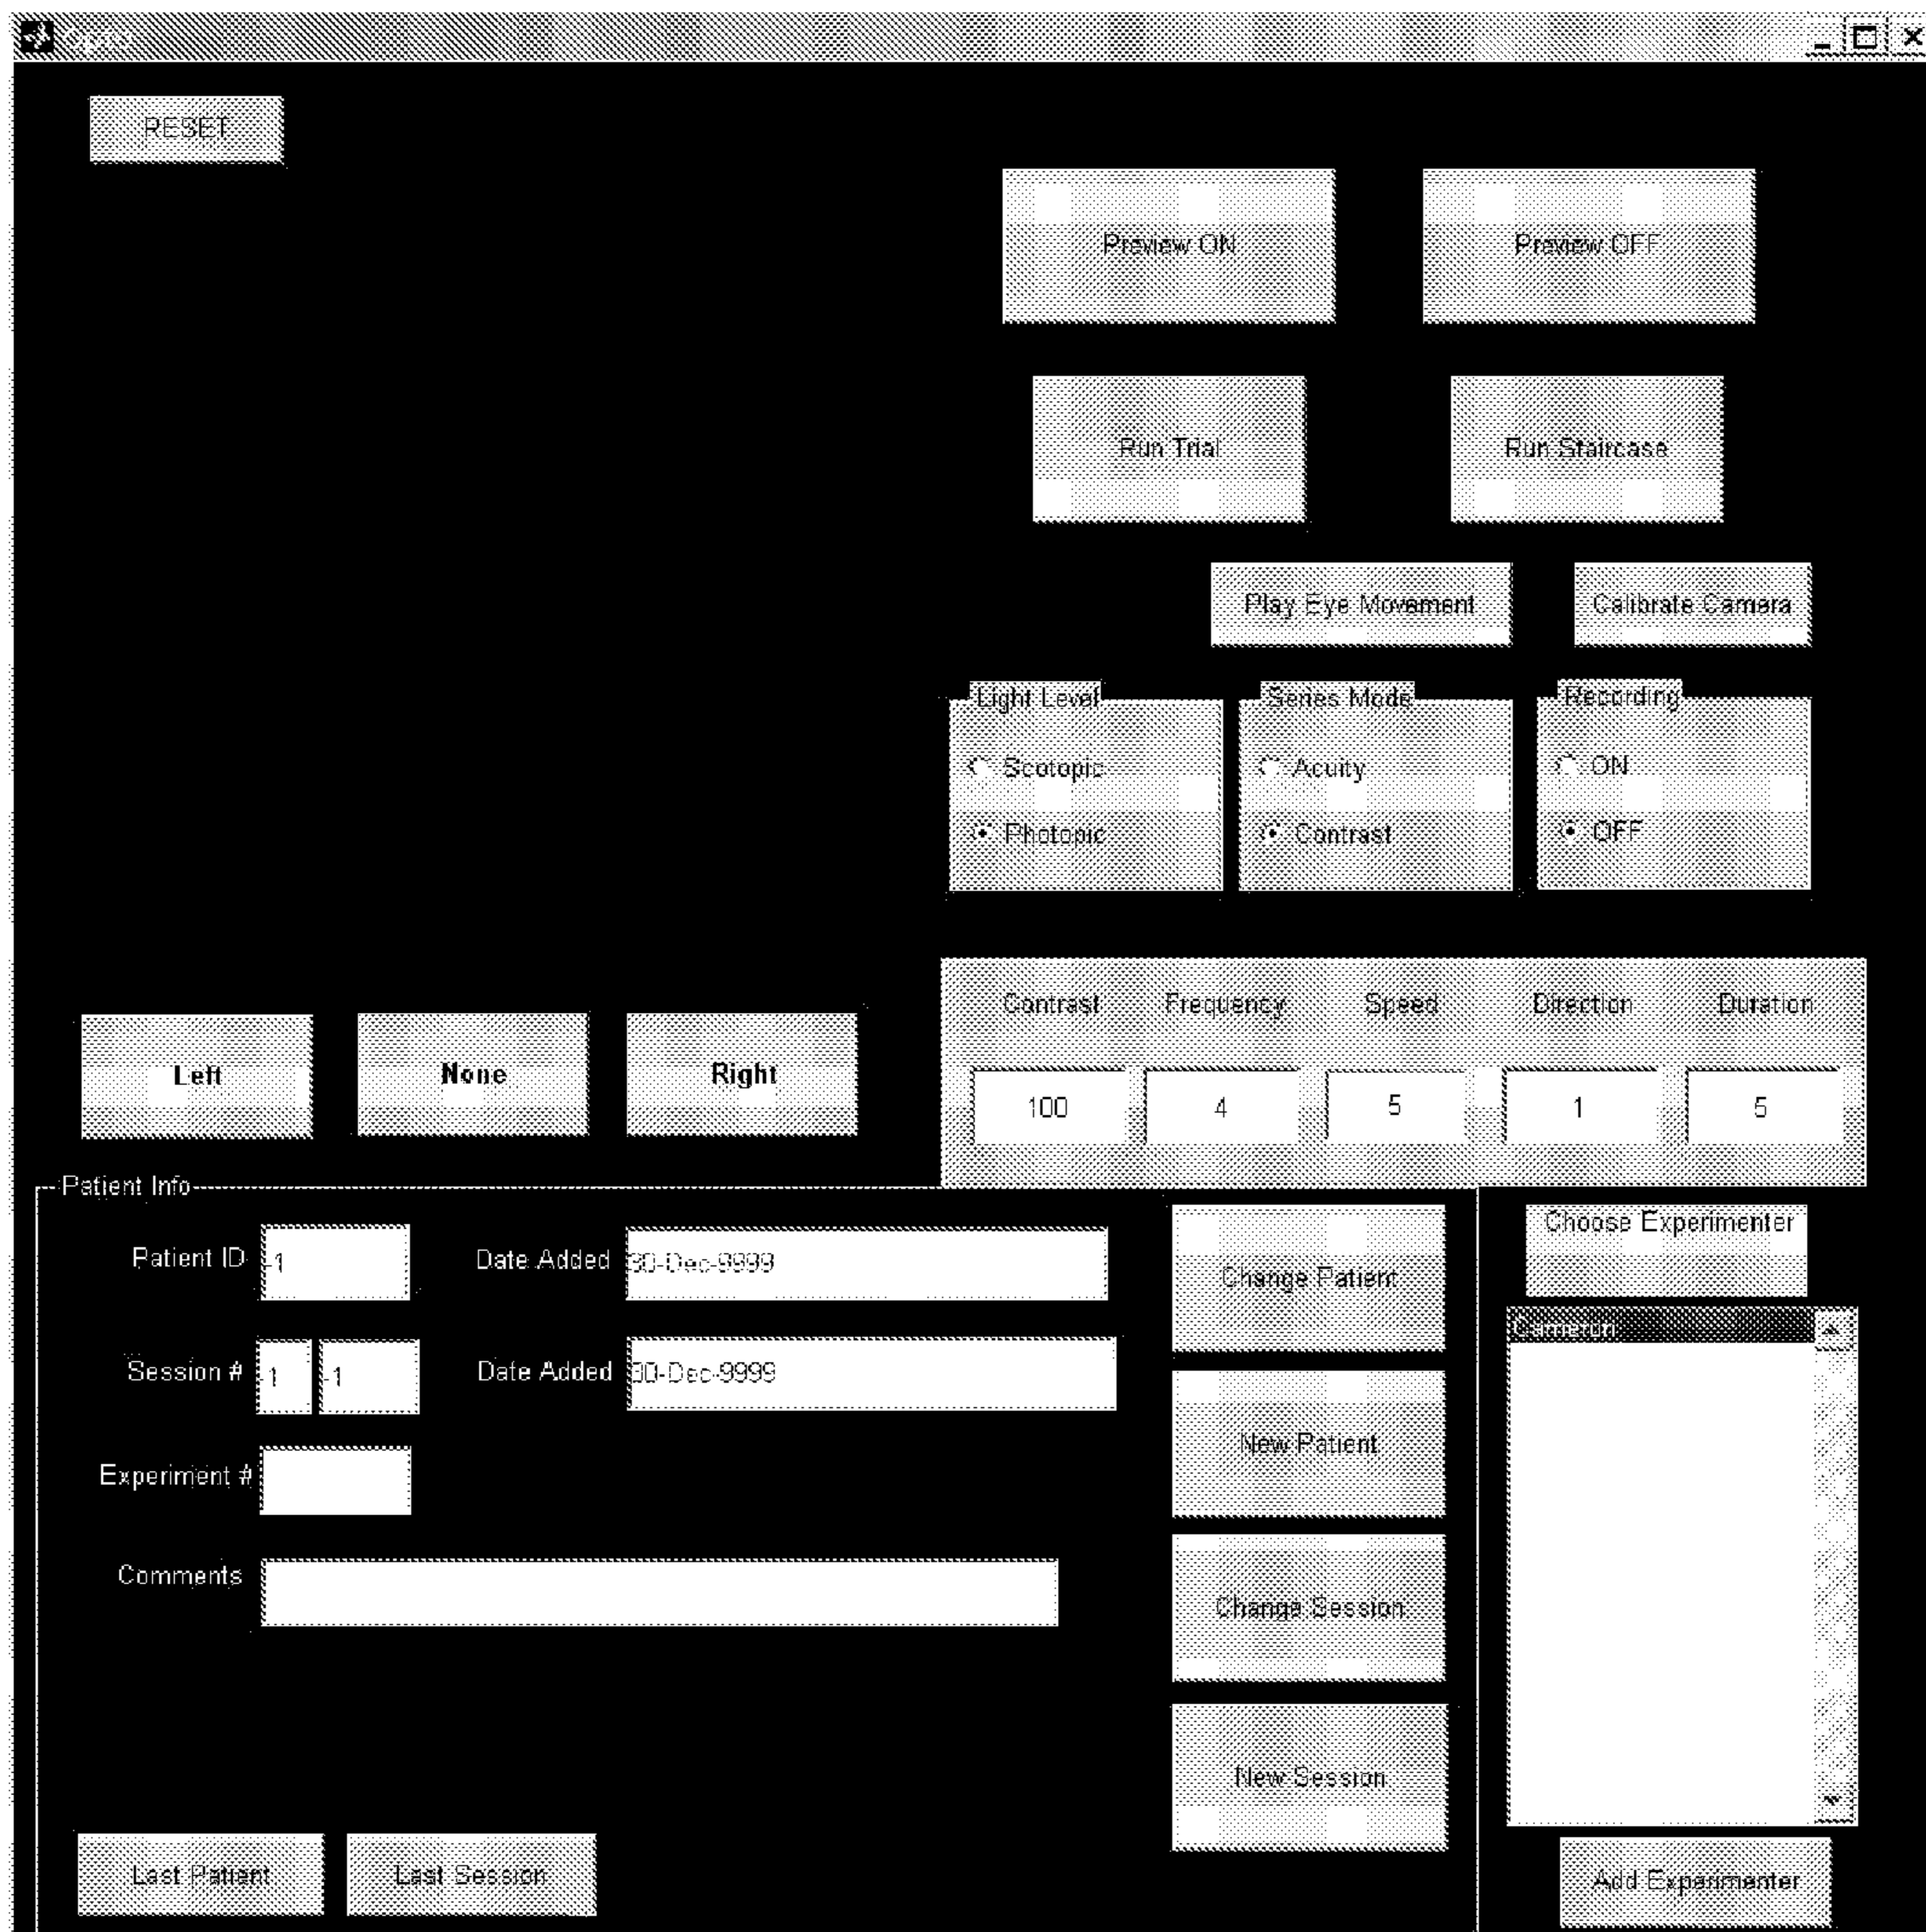 RESET
Preview ON Preview OFF
Run Trial Run Staircase
Play Eye Movement Calibrate Camera
Light Level Series Mode Recording
Scotopic Acuity ON
Photopic Contrast OFF
Contrast Frequency Speed Direction Duration
Left None Right
100 4 5 1 5
Patient Info
Patient ID -1 Date Added 30-Dec-9999
Session # -1 -1 Date Added 30-Dec-9999
Experiment #
Comments
Change Patient
New Patient
Change Session
New Session
Choose Experimenter
Cameron
Last Patient Last Session
Add Experimenter